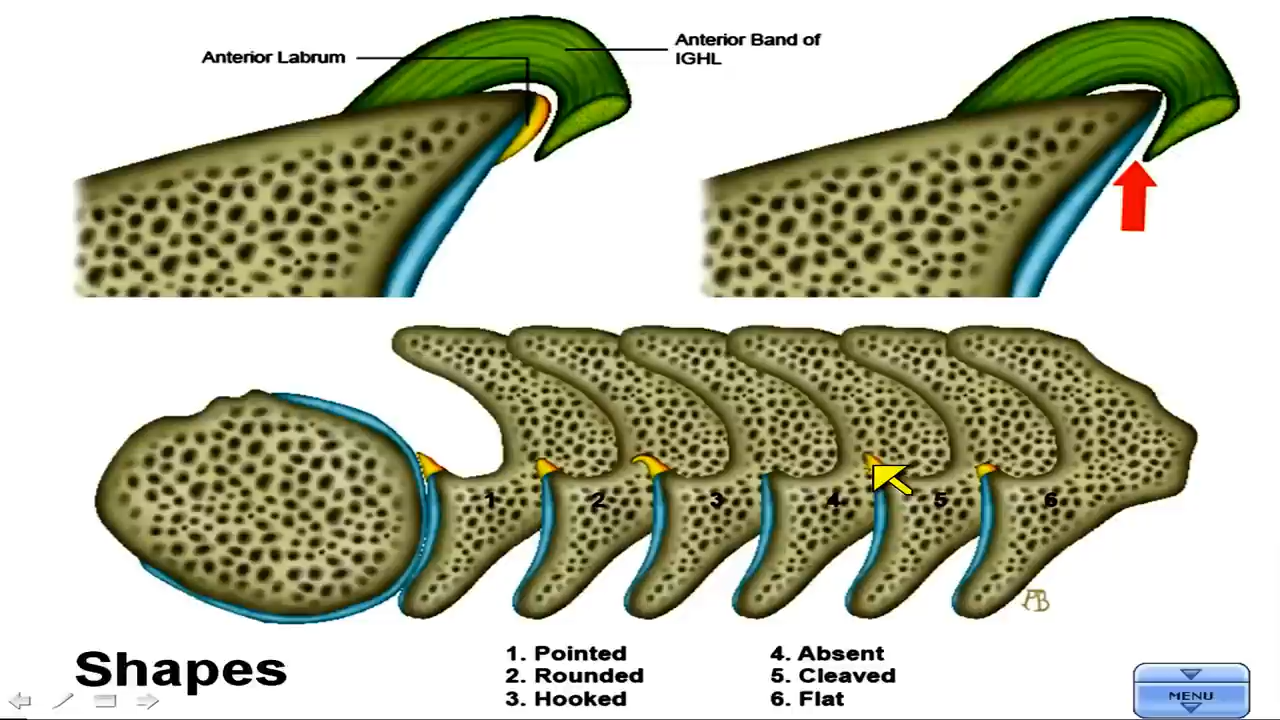 Anterior Labrum
Anterior Band of
IGHL
1
2
3
4
5
6
PB
Shapes
1. Pointed
2. Rounded
3. Hooked
4. Absent
5. Cleaved
6. Flat
MENU